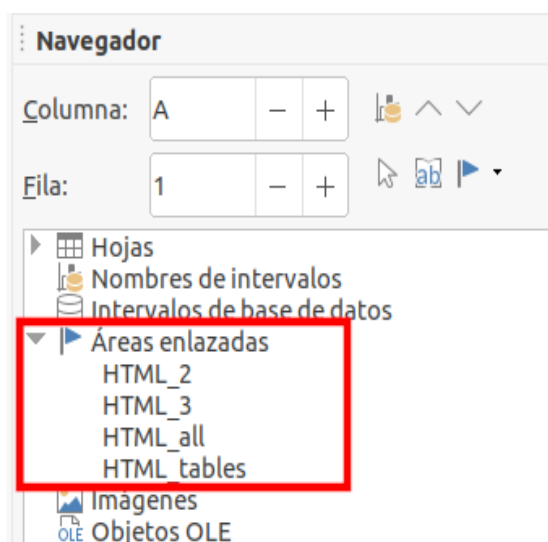 Navegador
Columna: A − +
Fila: 1 − +
Hojas
Nombres de intervalos
Intervalos de base de datos
Áreas enlazadas
HTML_2
HTML_3
HTML_all
HTML_tables
Imágenes
OLE Objetos OLE